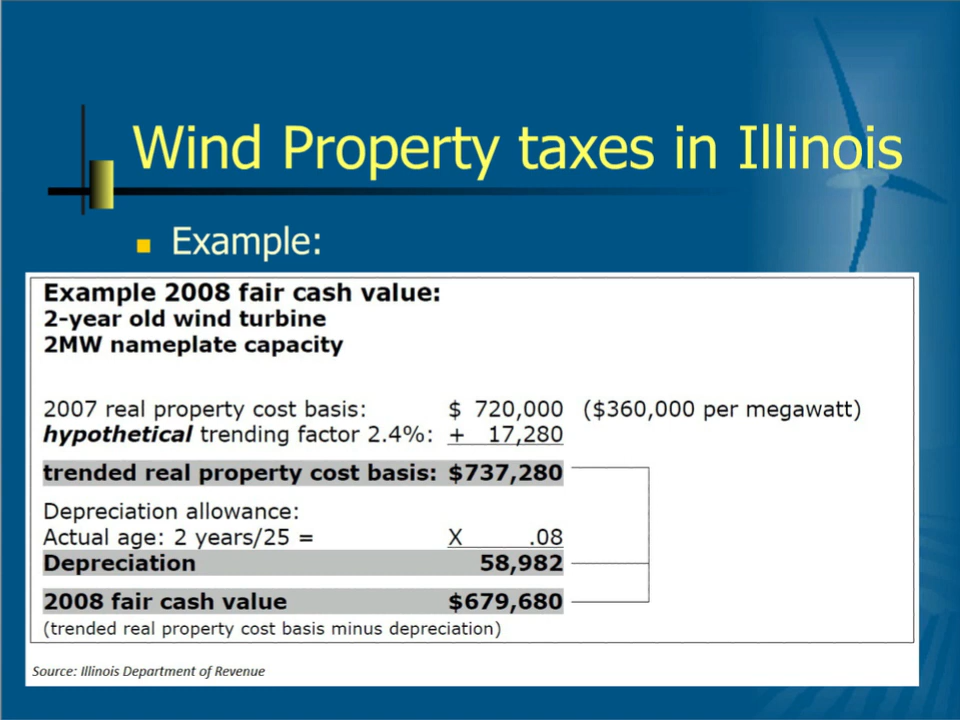 Wind Property taxes in Illinois
Example:
Example 2008 fair cash value:
2-year old wind turbine
2MW nameplate capacity
2007 real property cost basis: $ 720,000 ($360,000 per megawatt)
hypothetical trending factor 2.4%: + 17,280
trended real property cost basis: $737,280
Depreciation allowance:
Actual age: 2 years/25 = X .08
Depreciation 58,982
2008 fair cash value $679,680
(trended real property cost basis minus depreciation)
Source: Illinois Department of Revenue